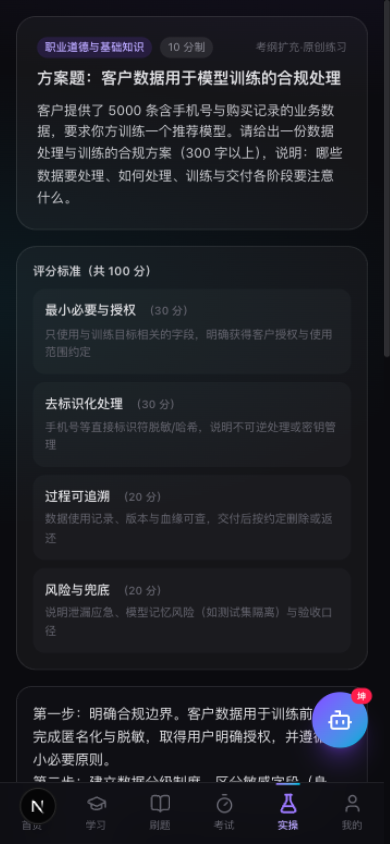 职业道德与基础知识
10 分制
考纲扩充·原创练习
方案题：客户数据用于模型训练的合规处理
客户提供了 5000 条含手机号与购买记录的业务数
据，要求你方训练一个推荐模型。请给出一份数据
处理与训练的合规方案（300 字以上），说明：哪些
数据要处理、如何处理、训练与交付各阶段要注意
什么。
评分标准（共 100 分）
最小必要与授权 （30 分）
只使用与训练目标相关的字段，明确获得客户授权与使用
范围约定
去标识化处理 （30 分）
手机号等直接标识符脱敏/哈希，说明不可逆处理或密钥管
理
过程可追溯 （20 分）
数据使用记录、版本与血缘可查，交付后按约定删除或返
还
风险与兜底 （20 分）
说明泄漏应急、模型记忆风险（如测试集隔离）与验收口
径
第一步：明确合规边界。客户数据用于训练前
完成匿名化与脱敏，取得用户明确授权，并遵
小必要原则。
第二步：建立数据分级制度，区分敏感字段（身
坤
N
首页
学习
刷题
考试
实操
我的